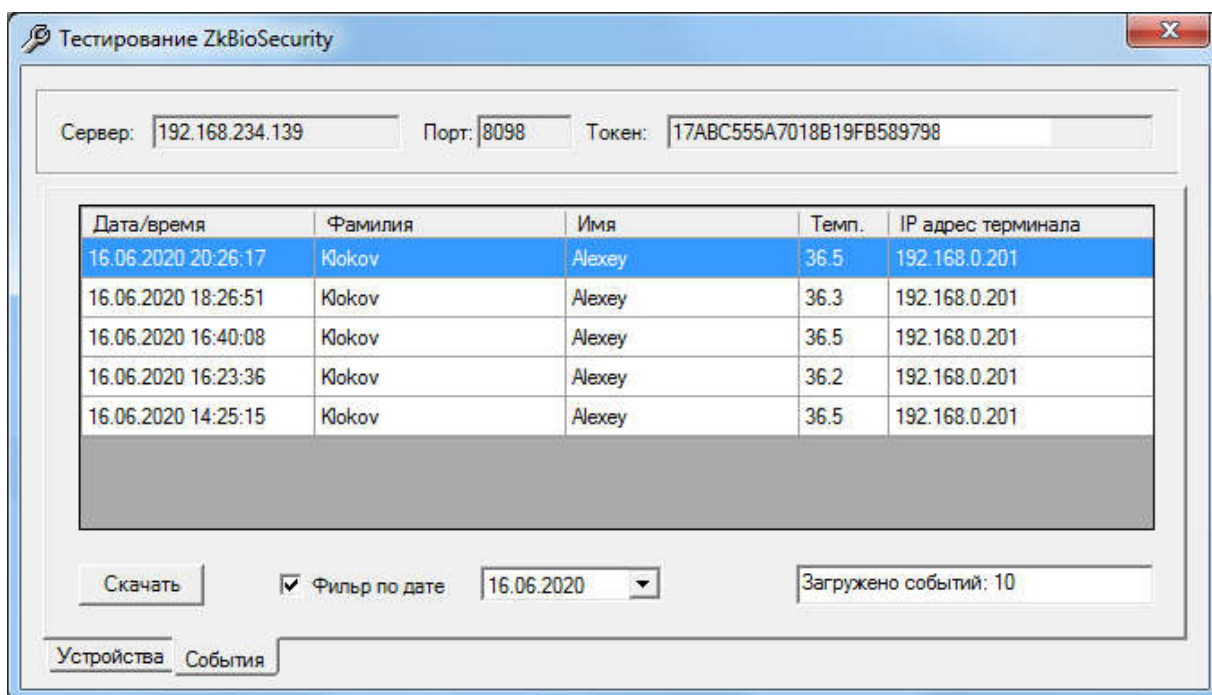 Тестирование ZkBioSecurity
Сервер: 192.168.234.139 Порт: 8098 Токен: 17ABC555A7018B19FB589798
Дата/время Фамилия Имя Темп. IP адрес терминала
16.06.2020 20:26:17 Klokov Alexey 36.5 192.168.0.201
16.06.2020 18:26:51 Klokov Alexey 36.3 192.168.0.201
16.06.2020 16:40:08 Klokov Alexey 36.5 192.168.0.201
16.06.2020 16:23:36 Klokov Alexey 36.2 192.168.0.201
16.06.2020 14:25:15 Klokov Alexey 36.5 192.168.0.201
Скачать Фильр по дате 16.06.2020 Загружено событий: 10
Устройства События